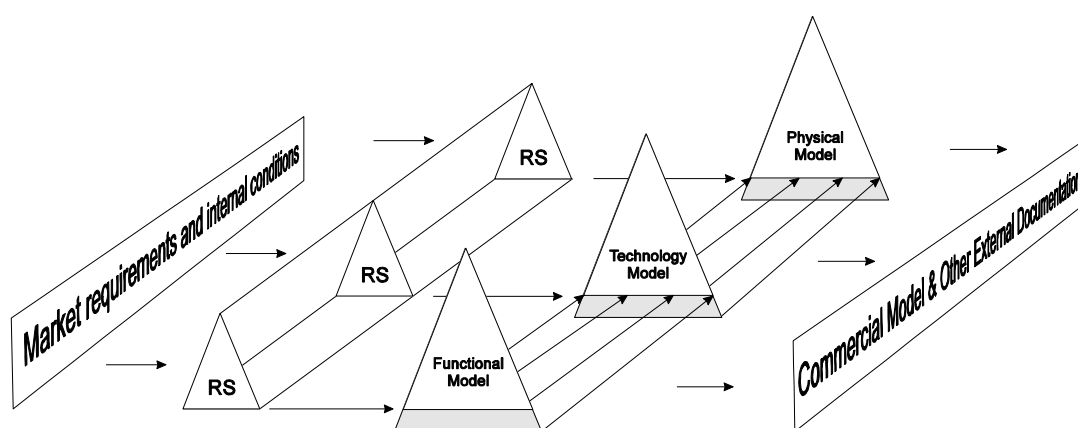 Market requirements and internal conditions
RS
RS
RS
Functional
Model
Technology
Model
Physical
Model
Commercial Model & Other External Documentation